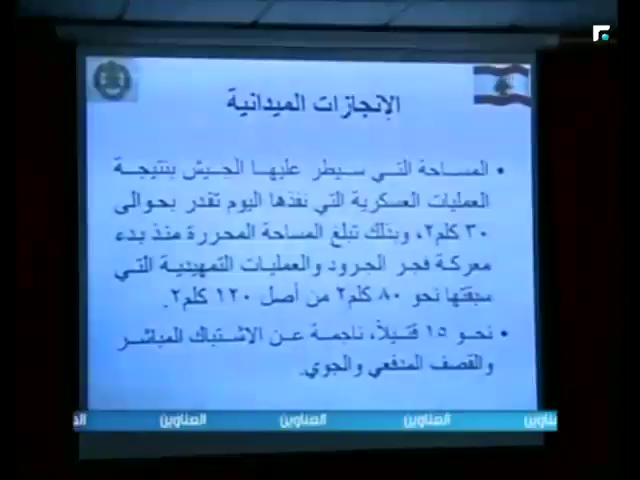 الإنجازات الميدانية
• المساحة التي سيطر عليها الجيش بنتيجة
العمليات العسكرية التي نفذها اليوم تقدر بحوالى
٣٠ كلم٢، وبذلك تبلغ المساحة المحررة منذ بدء
معركة فجر الجرود والعمليات التمهيدية التي
سبقتها نحو ٨٠ كلم٢ من أصل ١٢٠ كلم٢.
• نحو ١٥ قتيلاً، ناجمة عن الاشتباك المباشر
والقصف المدفعي والجوي.
العناوين العناوين العناوين العناوين